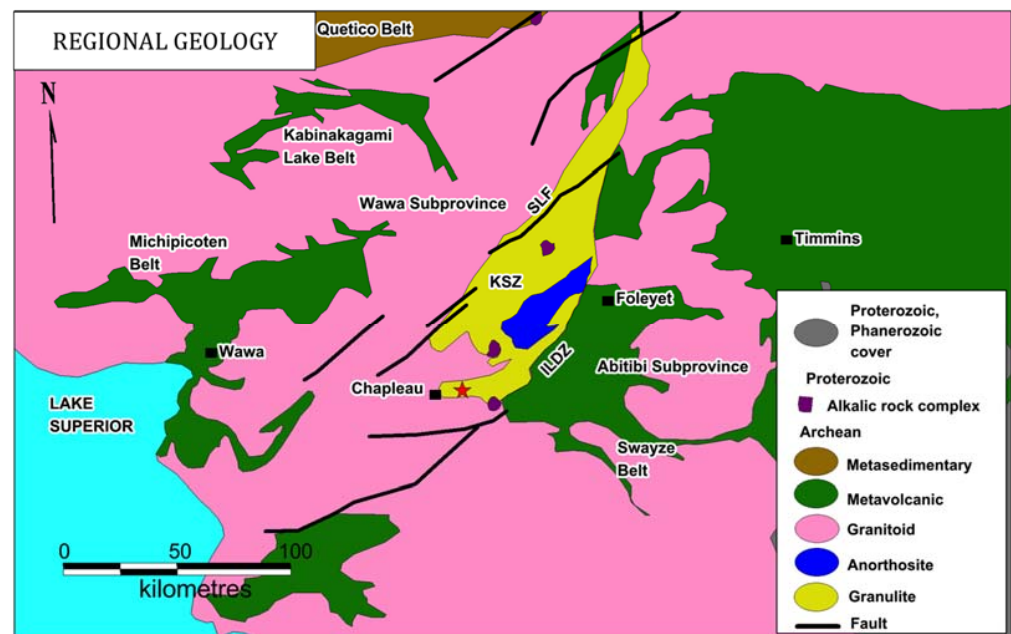 REGIONAL GEOLOGY
Quetico Belt
N
Kabinakagami
Lake Belt
Wawa Subprovince
SLF
Michipicoten
Belt
Timmins
KSZ
Foleyet
Wawa
ILDZ
Abitibi Subprovince
Chapleau
LAKE
SUPERIOR
Swayze
Belt
0 50 100
kilometres
Proterozoic,
Phanerozoic
cover
Proterozoic
Alkalic rock complex
Archean
Metasedimentary
Metavolcanic
Granitoid
Anorthosite
Granulite
Fault